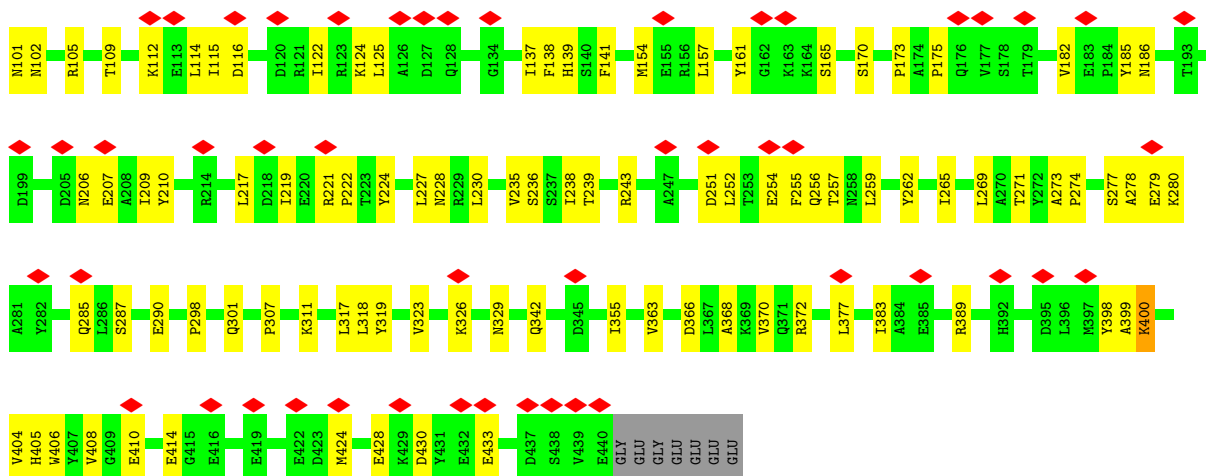 N101 N102 R105 T109 K112 E113 L114 I115 D116 D120 R121 I122 R123 K124 L125 A126 D127 Q128 G134 I137 F138 H139 S140 F141 M154 E155 R156 L157 Y161 G162 K163 K164 S165 S170 P173 A174 P175 Q176 V177 S178 T179 V182 E183 P184 Y185 N186 T193
D199 D205 N206 E207 A208 I209 Y210 R214 L217 D218 I219 E220 R221 P222 T223 Y224 L227 N228 R229 L230 V235 S236 S237 I238 T239 R243 A247 D251 L252 T253 E254 F255 Q256 T257 N258 L259 Y262 I265 L269 A270 T271 Y272 A273 P274 S277 A278 E279 K280
A281 Y282 Q285 L286 S287 E290 P298 Q301 P307 K311 L317 L318 Y319 V323 K326 N329 Q342 D345 I355 V363 D366 L367 A368 K369 V370 Q371 R372 L377 I383 A384 E385 R389 H392 D395 L396 M397 Y398 A399 K400
V404 H405 W406 Y407 V408 G409 E410 E414 G415 E416 E419 E422 D423 M424 E428 K429 D430 Y431 E432 E433 D437 S438 V439 E440 GLY GLU GLY GLU GLU GLU GLU